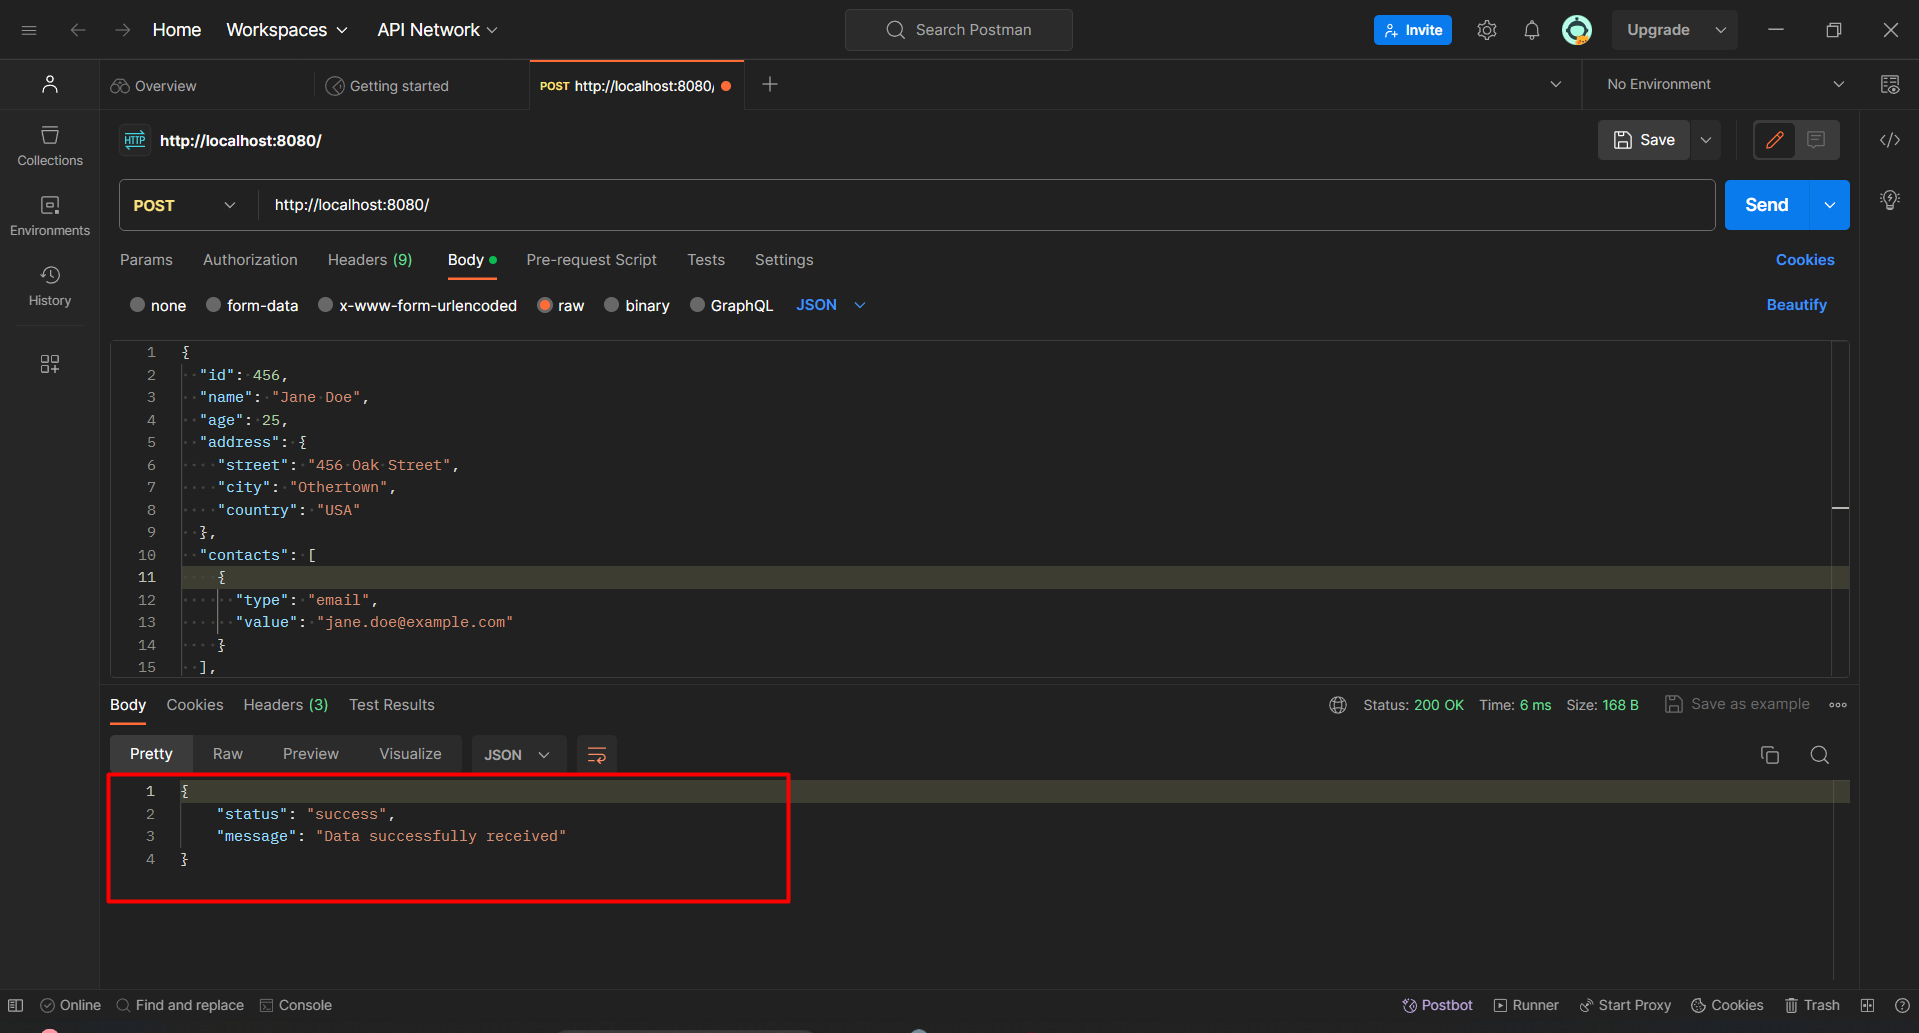 Home Workspaces API Network Search Postman Invite Upgrade
Overview Getting started POST http://localhost:8080/ No Environment
HTTP http://localhost:8080/ Save
Collections
POST http://localhost:8080/ Send
Environments
Params Authorization Headers (9) Body Pre-request Script Tests Settings Cookies
History
none form-data x-www-form-urlencoded raw binary GraphQL JSON Beautify
1 {
2 "id": 456,
3 "name": "Jane Doe",
4 "age": 25,
5 "address": {
6 "street": "456 Oak Street",
7 "city": "Othertown",
8 "country": "USA"
9 },
10 "contacts": [
11 {
12 "type": "email",
13 "value": "jane.doe@example.com"
14 }
15 ],
Body Cookies Headers (3) Test Results Status: 200 OK Time: 6 ms Size: 168 B Save as example
Pretty Raw Preview Visualize JSON
1 {
2 "status": "success",
3 "message": "Data successfully received"
4 }
Online Find and replace Console Postbot Runner Start Proxy Cookies Trash